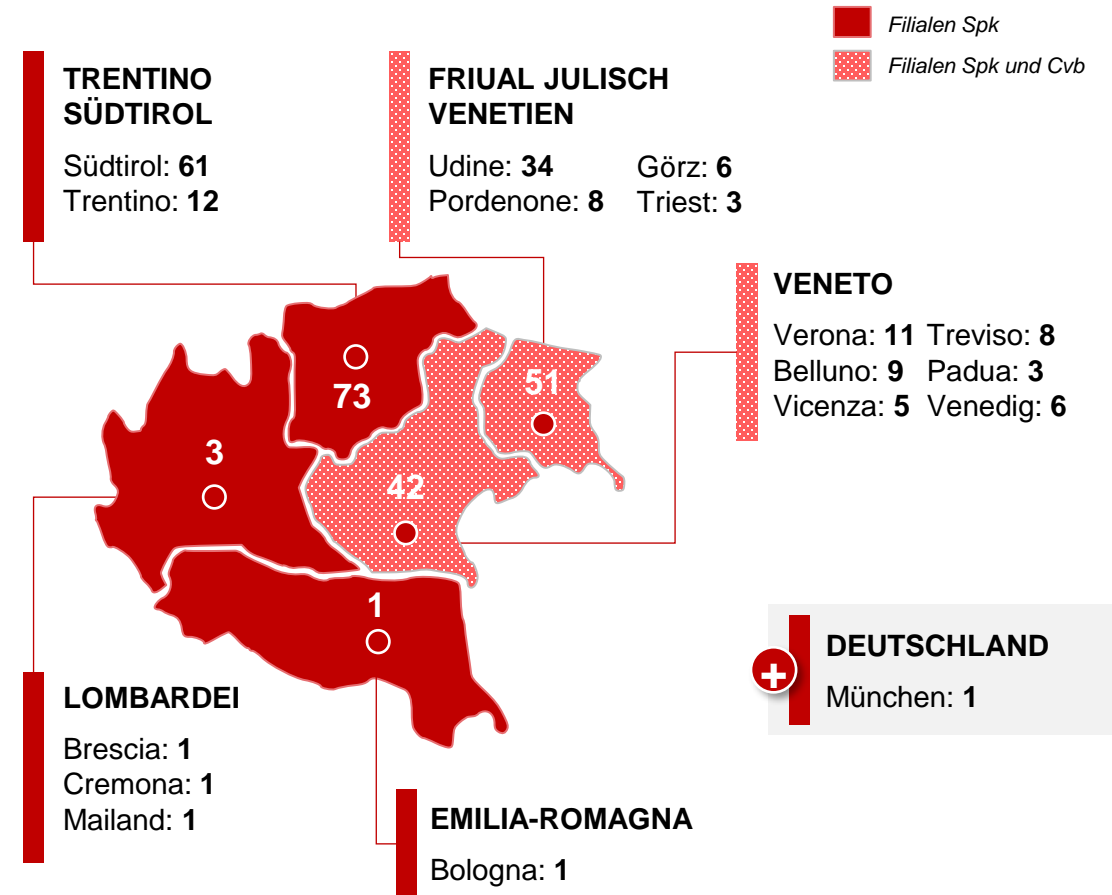 Filialen Spk
Filialen Spk und Cvb
TRENTINO
SÜDTIROL
Südtirol: 61
Trentino: 12
FRIUAL JULISCH
VENETIEN
Udine: 34 Görz: 6
Pordenone: 8 Triest: 3
VENETO
Verona: 11 Treviso: 8
Belluno: 9 Padua: 3
Vicenza: 5 Venedig: 6
73
51
3
42
1
DEUTSCHLAND
München: 1
LOMBARDEI
Brescia: 1
Cremona: 1
Mailand: 1
EMILIA-ROMAGNA
Bologna: 1